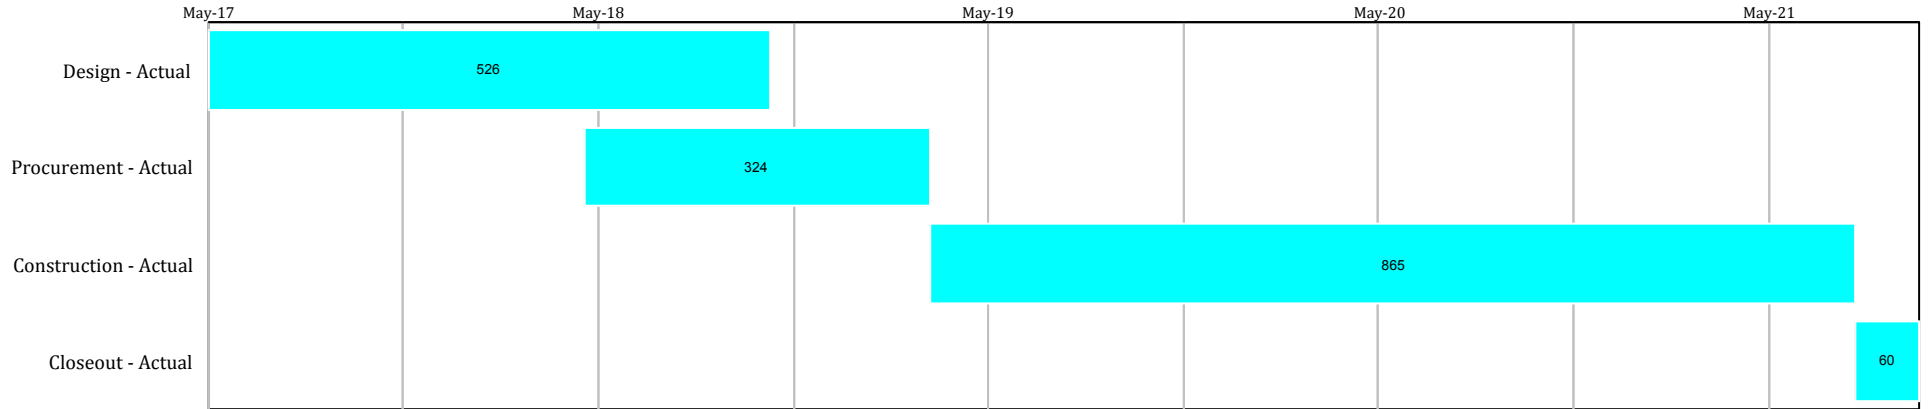 May-17 May-18 May-19 May-20 May-21
Design - Actual 526
Procurement - Actual 324
Construction - Actual 865
Closeout - Actual 60